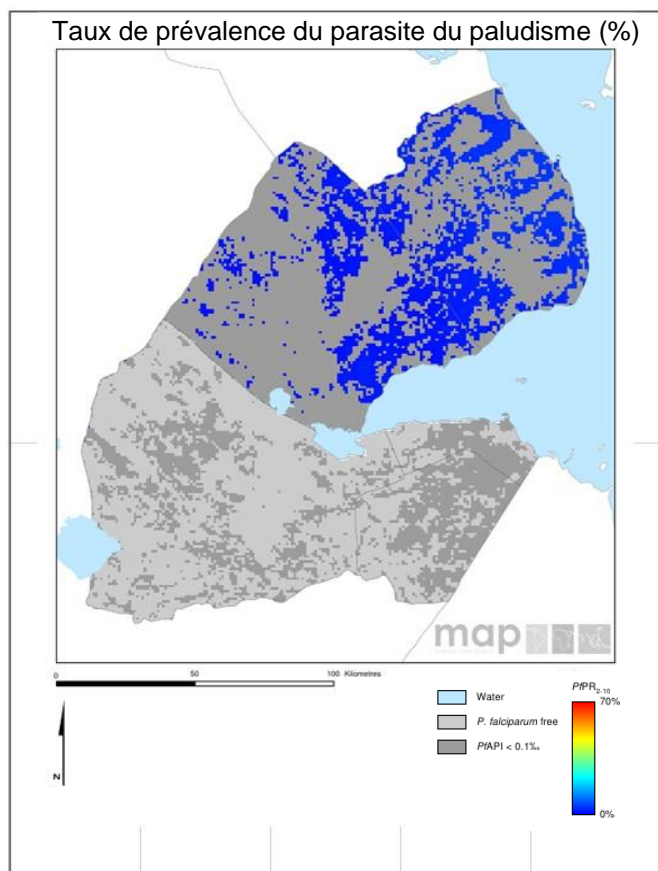 Taux de prévalence du parasite du paludisme (%)
map
0 50 100 Kilometres
Water
P. falciparum free
PfAPI < 0.1‰
PfPR2-10
70%
0%
N